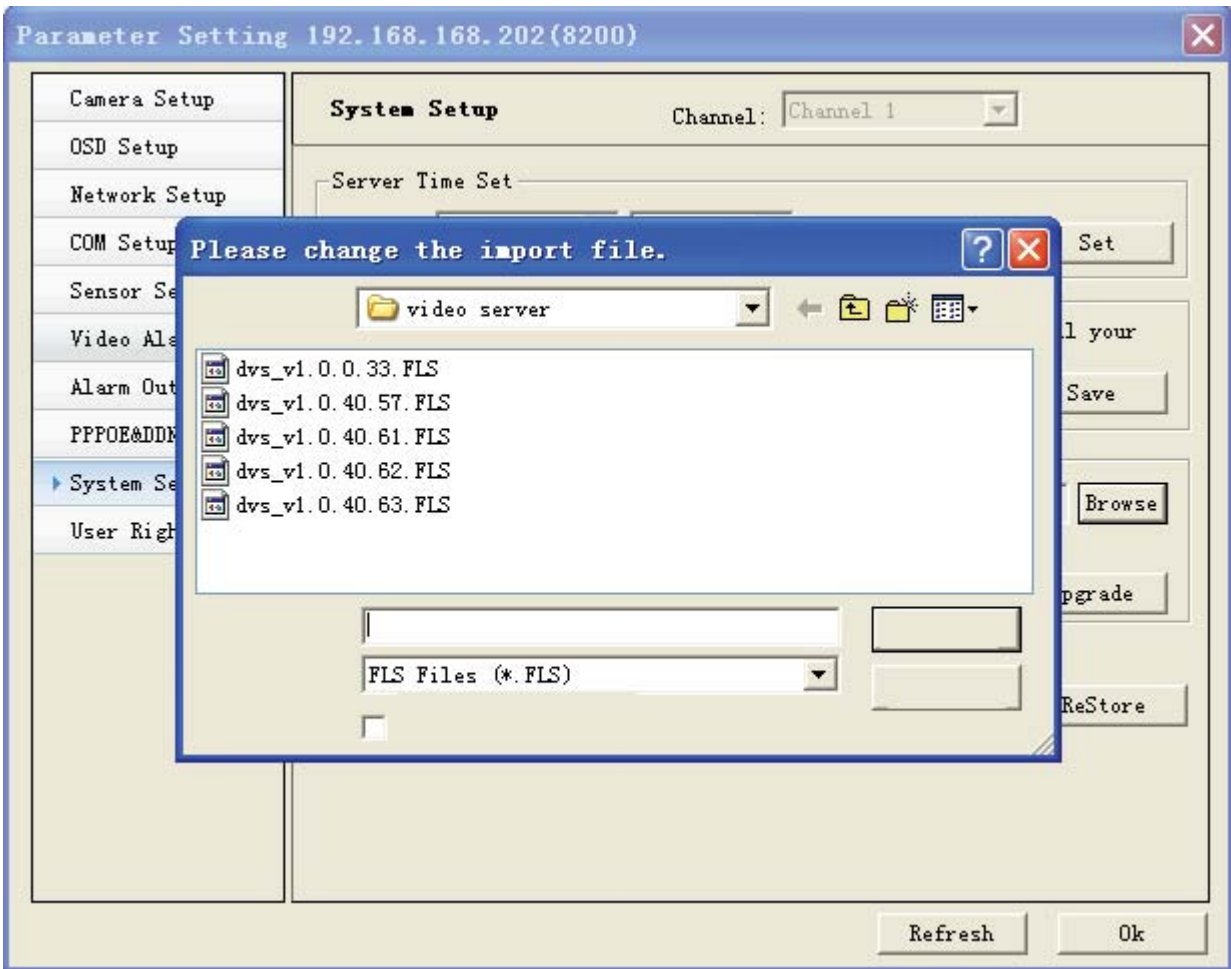 Parameter Setting 192.168.168.202(8200)
Camera Setup
OSD Setup
Network Setup
COM Setup
Sensor Se
Video Ala
Alarm Out
PPPOE&DDN
System Se
User Righ
System Setup
Channel: Channel 1
Server Time Set
Set
l your
Save
Browse
pgrade
ReStore
Please change the import file.
video server
dvs_v1.0.0.33.FLS
dvs_v1.0.40.57.FLS
dvs_v1.0.40.61.FLS
dvs_v1.0.40.62.FLS
dvs_v1.0.40.63.FLS
FLS Files (*.FLS)
Refresh
Ok